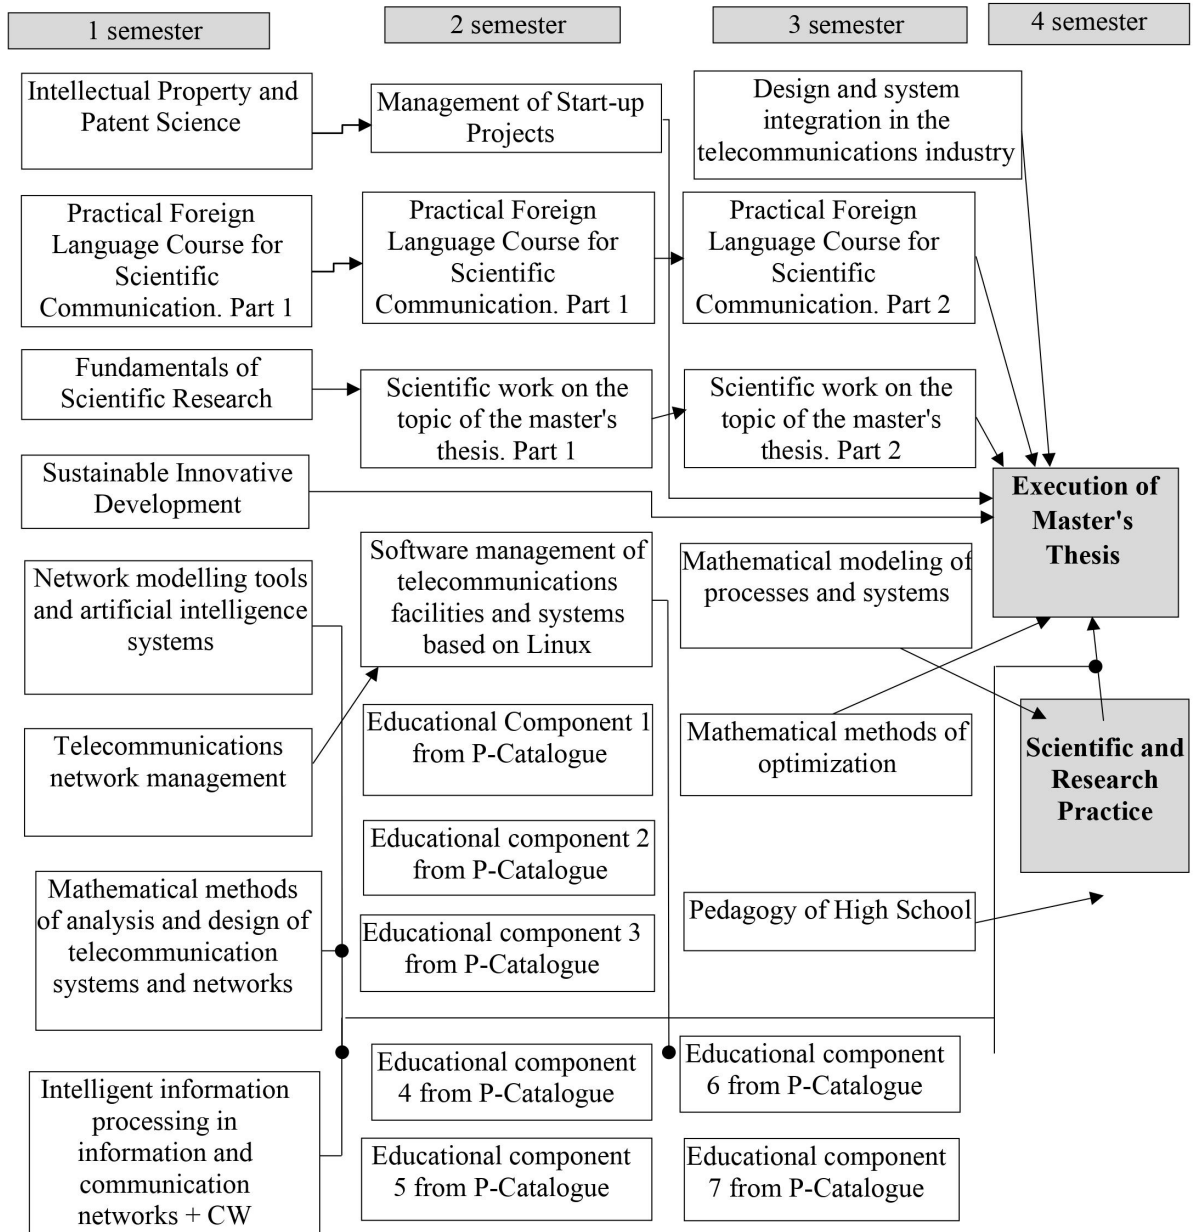 1 semester
2 semester
3 semester
4 semester
Intellectual Property and
Patent Science
Management of Start-up
Projects
Design and system
integration in the
telecommunications industry
Practical Foreign
Language Course for
Scientific
Communication. Part 1
Practical Foreign
Language Course for
Scientific
Communication. Part 1
Practical Foreign
Language Course for
Scientific
Communication. Part 2
Fundamentals of
Scientific Research
Scientific work on the
topic of the master's
thesis. Part 1
Scientific work on the
topic of the master's
thesis. Part 2
Sustainable Innovative
Development
Execution of
Master's
Thesis
Network modelling tools
and artificial intelligence
systems
Software management of
telecommunications
facilities and systems
based on Linux
Mathematical modeling of
processes and systems
Telecommunications
network management
Educational Component 1
from P-Catalogue
Mathematical methods of
optimization
Scientific and
Research
Practice
Educational component 2
from P-Catalogue
Mathematical methods
of analysis and design of
telecommunication
systems and networks
Educational component 3
from P-Catalogue
Pedagogy of High School
Educational component
4 from P-Catalogue
Educational component
6 from P-Catalogue
Intelligent information
processing in
information and
communication
networks + CW
Educational component
5 from P-Catalogue
Educational component
7 from P-Catalogue